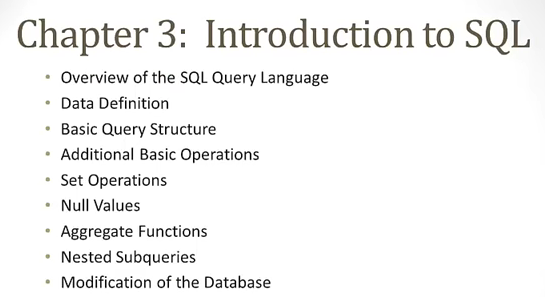 Chapter 3: Introduction to SQL
• Overview of the SQL Query Language
• Data Definition
• Basic Query Structure
• Additional Basic Operations
• Set Operations
• Null Values
• Aggregate Functions
• Nested Subqueries
• Modification of the Database